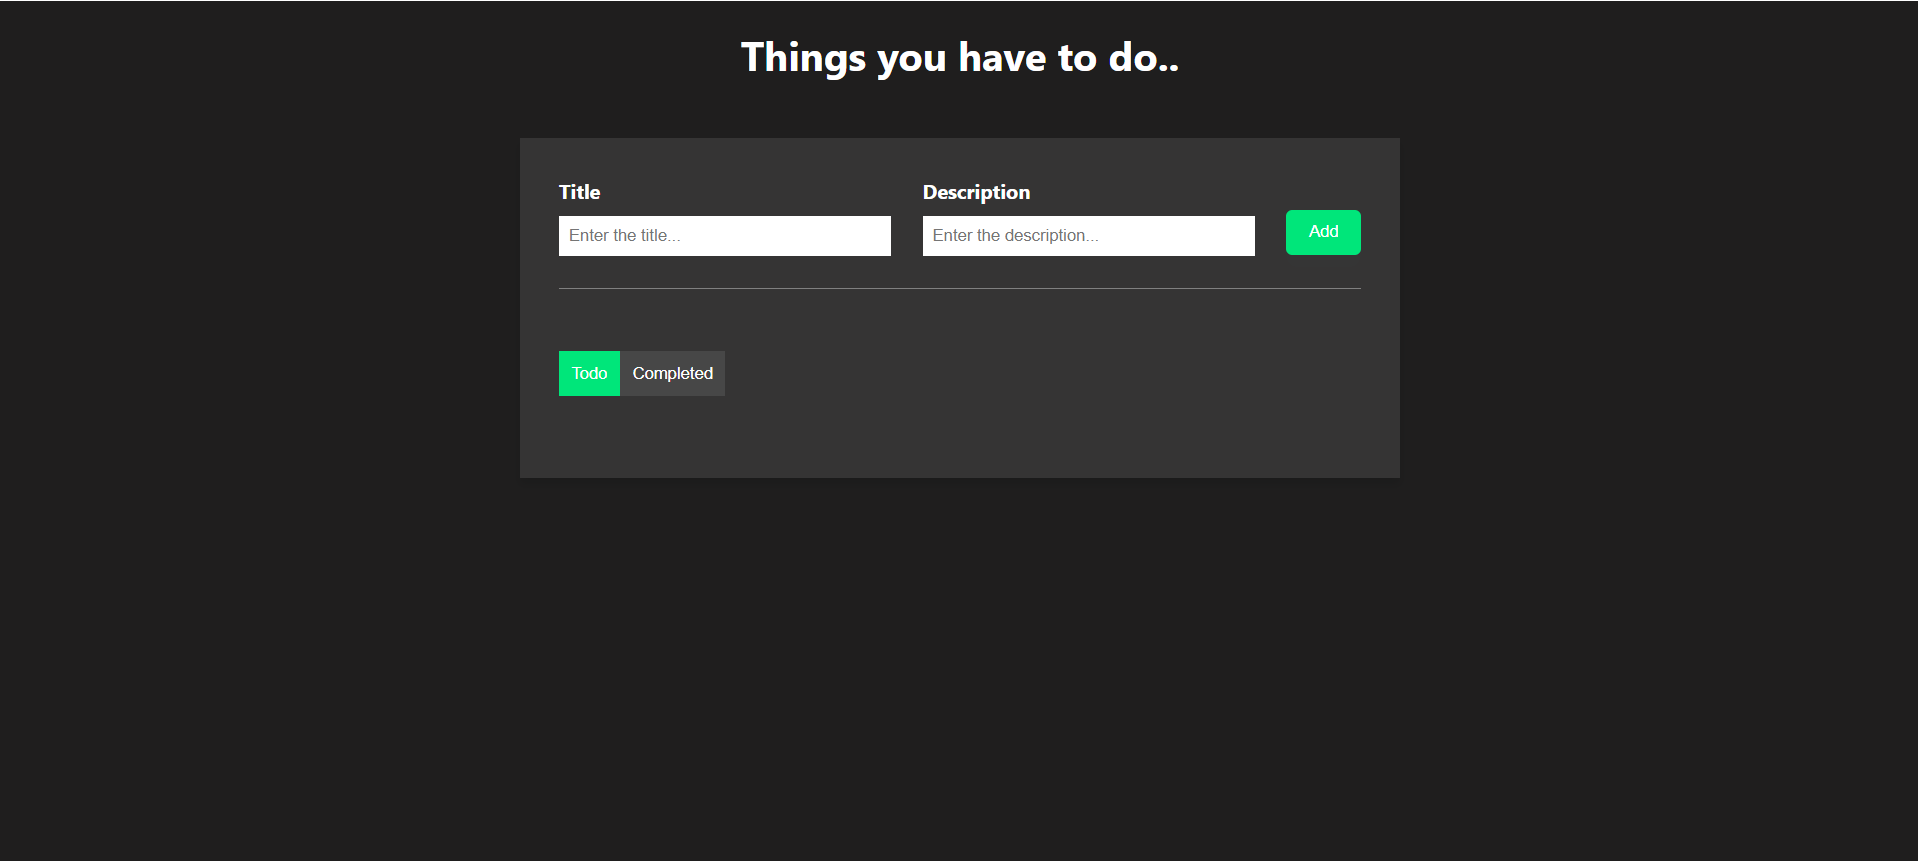 Things you have to do..
Title
Description
Enter the title...
Enter the description...
Add
Todo
Completed